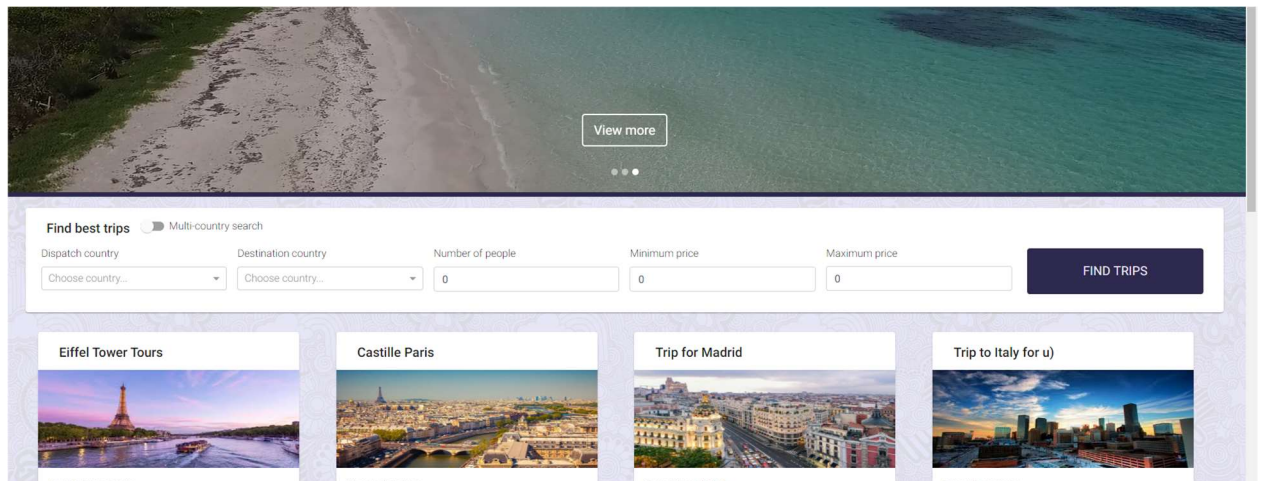 View more
Find best trips Multi-country search
Dispatch country Destination country Number of people Minimum price Maximum price
Choose country... Choose country... 0 0 0 FIND TRIPS
Eiffel Tower Tours Castille Paris Trip for Madrid Trip to Italy for u)